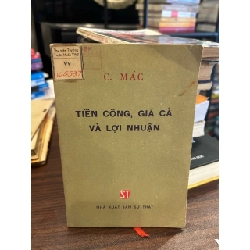 C. MÁC
TIỀN CÔNG, GIÁ CẢ
VÀ LỢI NHUẬN
ST
NHÀ XUẤT BẢN SỰ THẬT